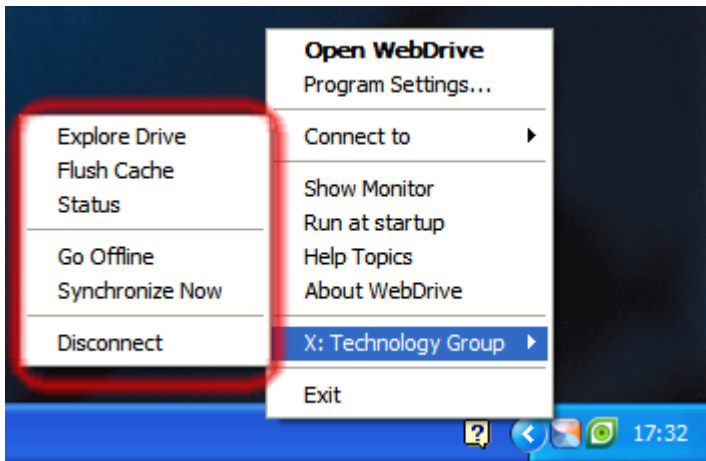 Open WebDrive
Program Settings...
Connect to
Show Monitor
Run at startup
Help Topics
About WebDrive
X: Technology Group
Exit
Explore Drive
Flush Cache
Status
Go Offline
Synchronize Now
Disconnect
?
17:32